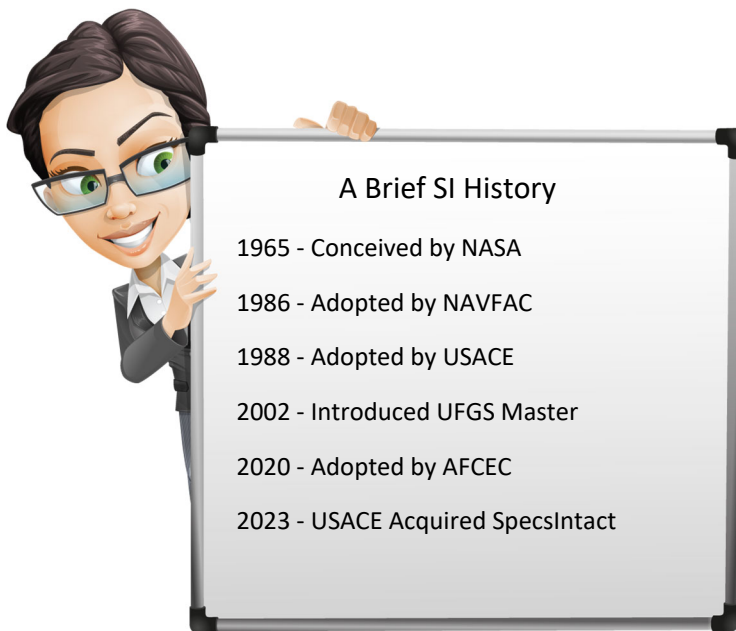 A Brief SI History
1965 - Conceived by NASA
1986 - Adopted by NAVFAC
1988 - Adopted by USACE
2002 - Introduced UFGS Master
2020 - Adopted by AFCEC
2023 - USACE Acquired SpecsIntact